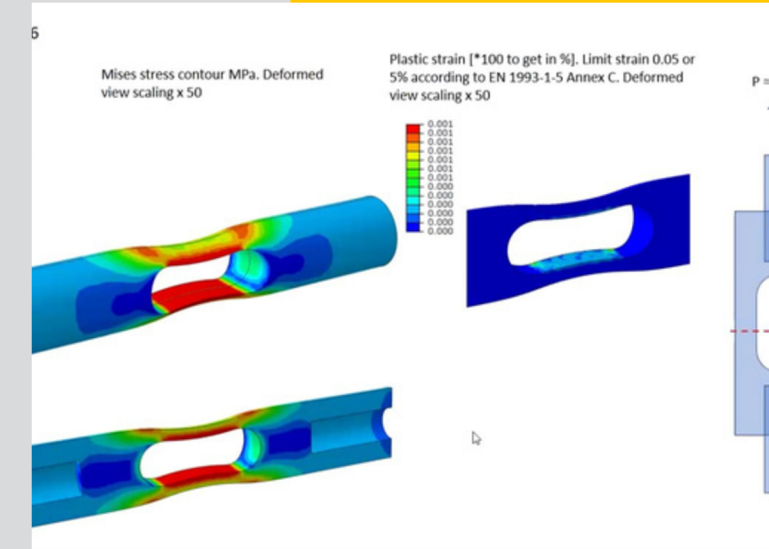 6
Mises stress contour MPa. Deformed
view scaling x 50
Plastic strain [*100 to get in %]. Limit strain 0.05 or
5% according to EN 1993-1-5 Annex C. Deformed
view scaling x 50
P =
0.001
0.001
0.001
0.001
0.001
0.001
0.001
0.000
0.000
0.000
0.000
0.000
0.000